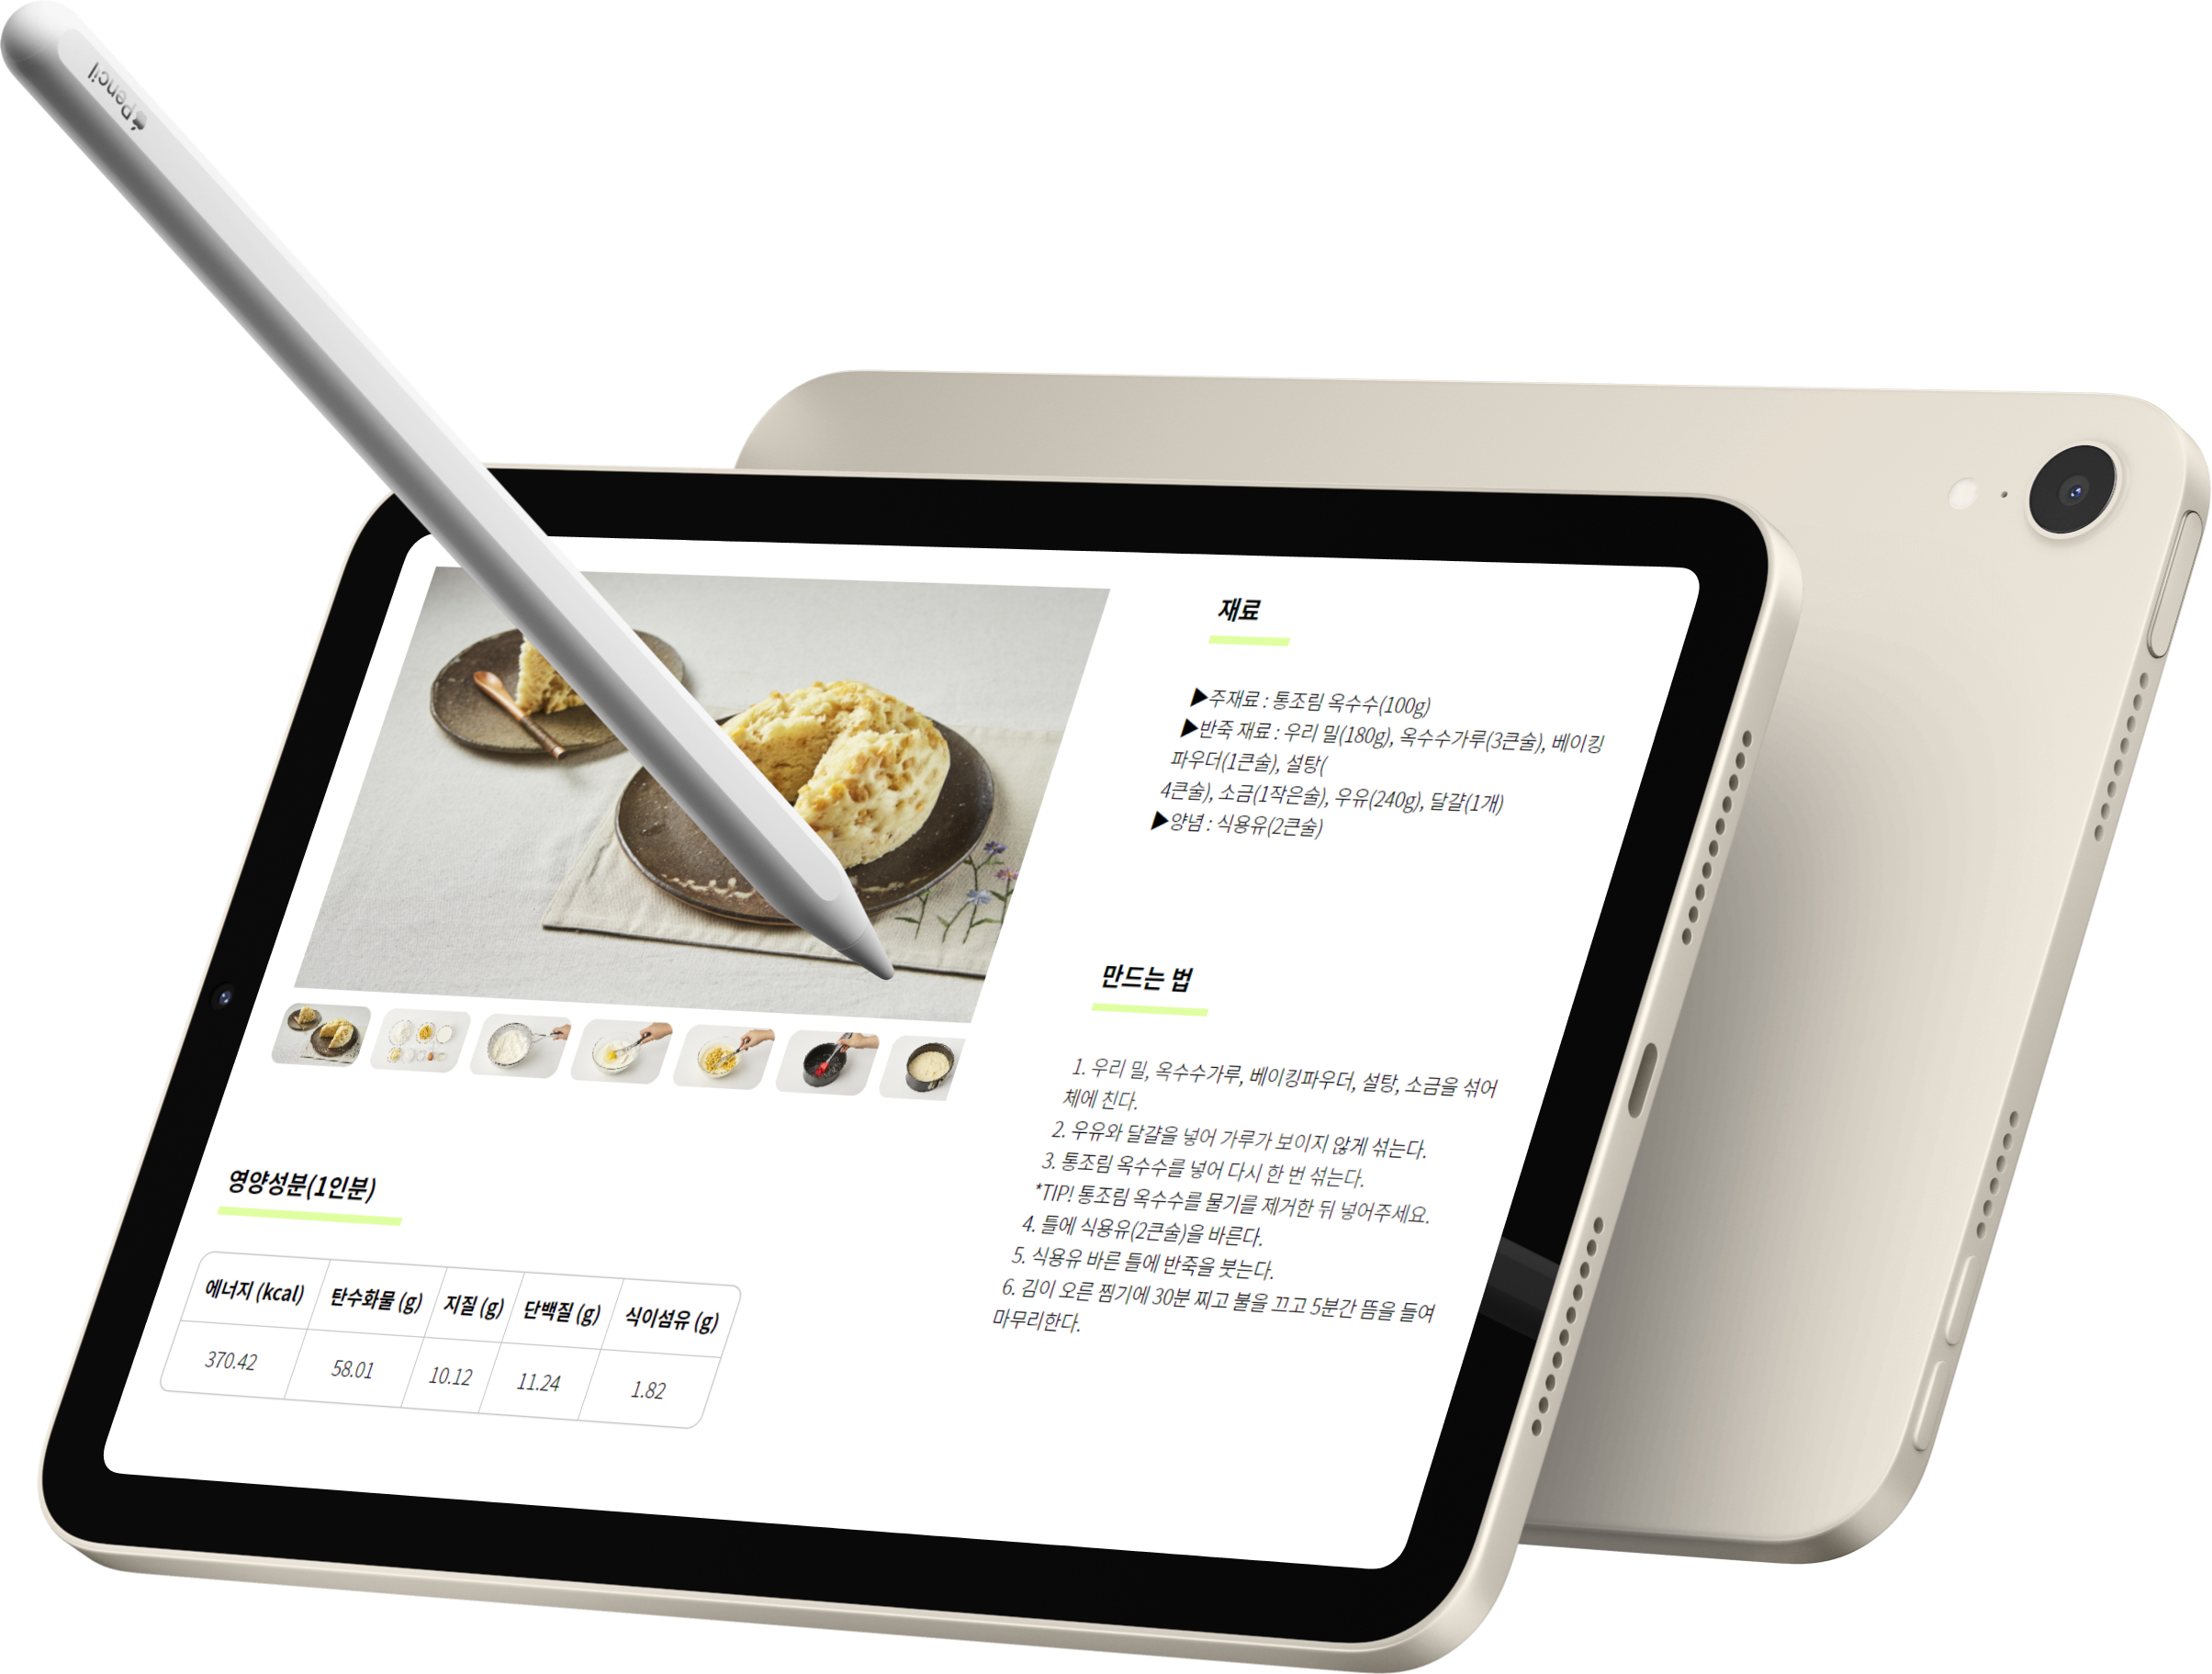 Pencil
재료
▶주재료 : 통조림 옥수수(100g)
▶반죽 재료 : 우리 밀(180g), 옥수수가루(3큰술), 베이킹
파우더(1큰술), 설탕(
4큰술), 소금(1작은술), 우유(240g), 달걀(1개)
▶양념 : 식용유(2큰술)
만드는 법
1. 우리 밀, 옥수수가루, 베이킹파우더, 설탕, 소금을 섞어
체에 친다.
2. 우유와 달걀을 넣어 가루가 보이지 않게 섞는다.
3. 통조림 옥수수를 넣어 다시 한 번 섞는다.
*TIP! 통조림 옥수수를 물기를 제거한 뒤 넣어주세요.
4. 틀에 식용유(2큰술)을 바른다.
5. 식용유 바른 틀에 반죽을 붓는다.
6. 김이 오른 찜기에 30분 찌고 불을 끄고 5분간 뜸을 들여
마무리한다.
영양성분(1인분)
에너지 (kcal) 탄수화물 (g) 지질 (g) 단백질 (g) 식이섬유 (g)
370.42 58.01 10.12 11.24 1.82